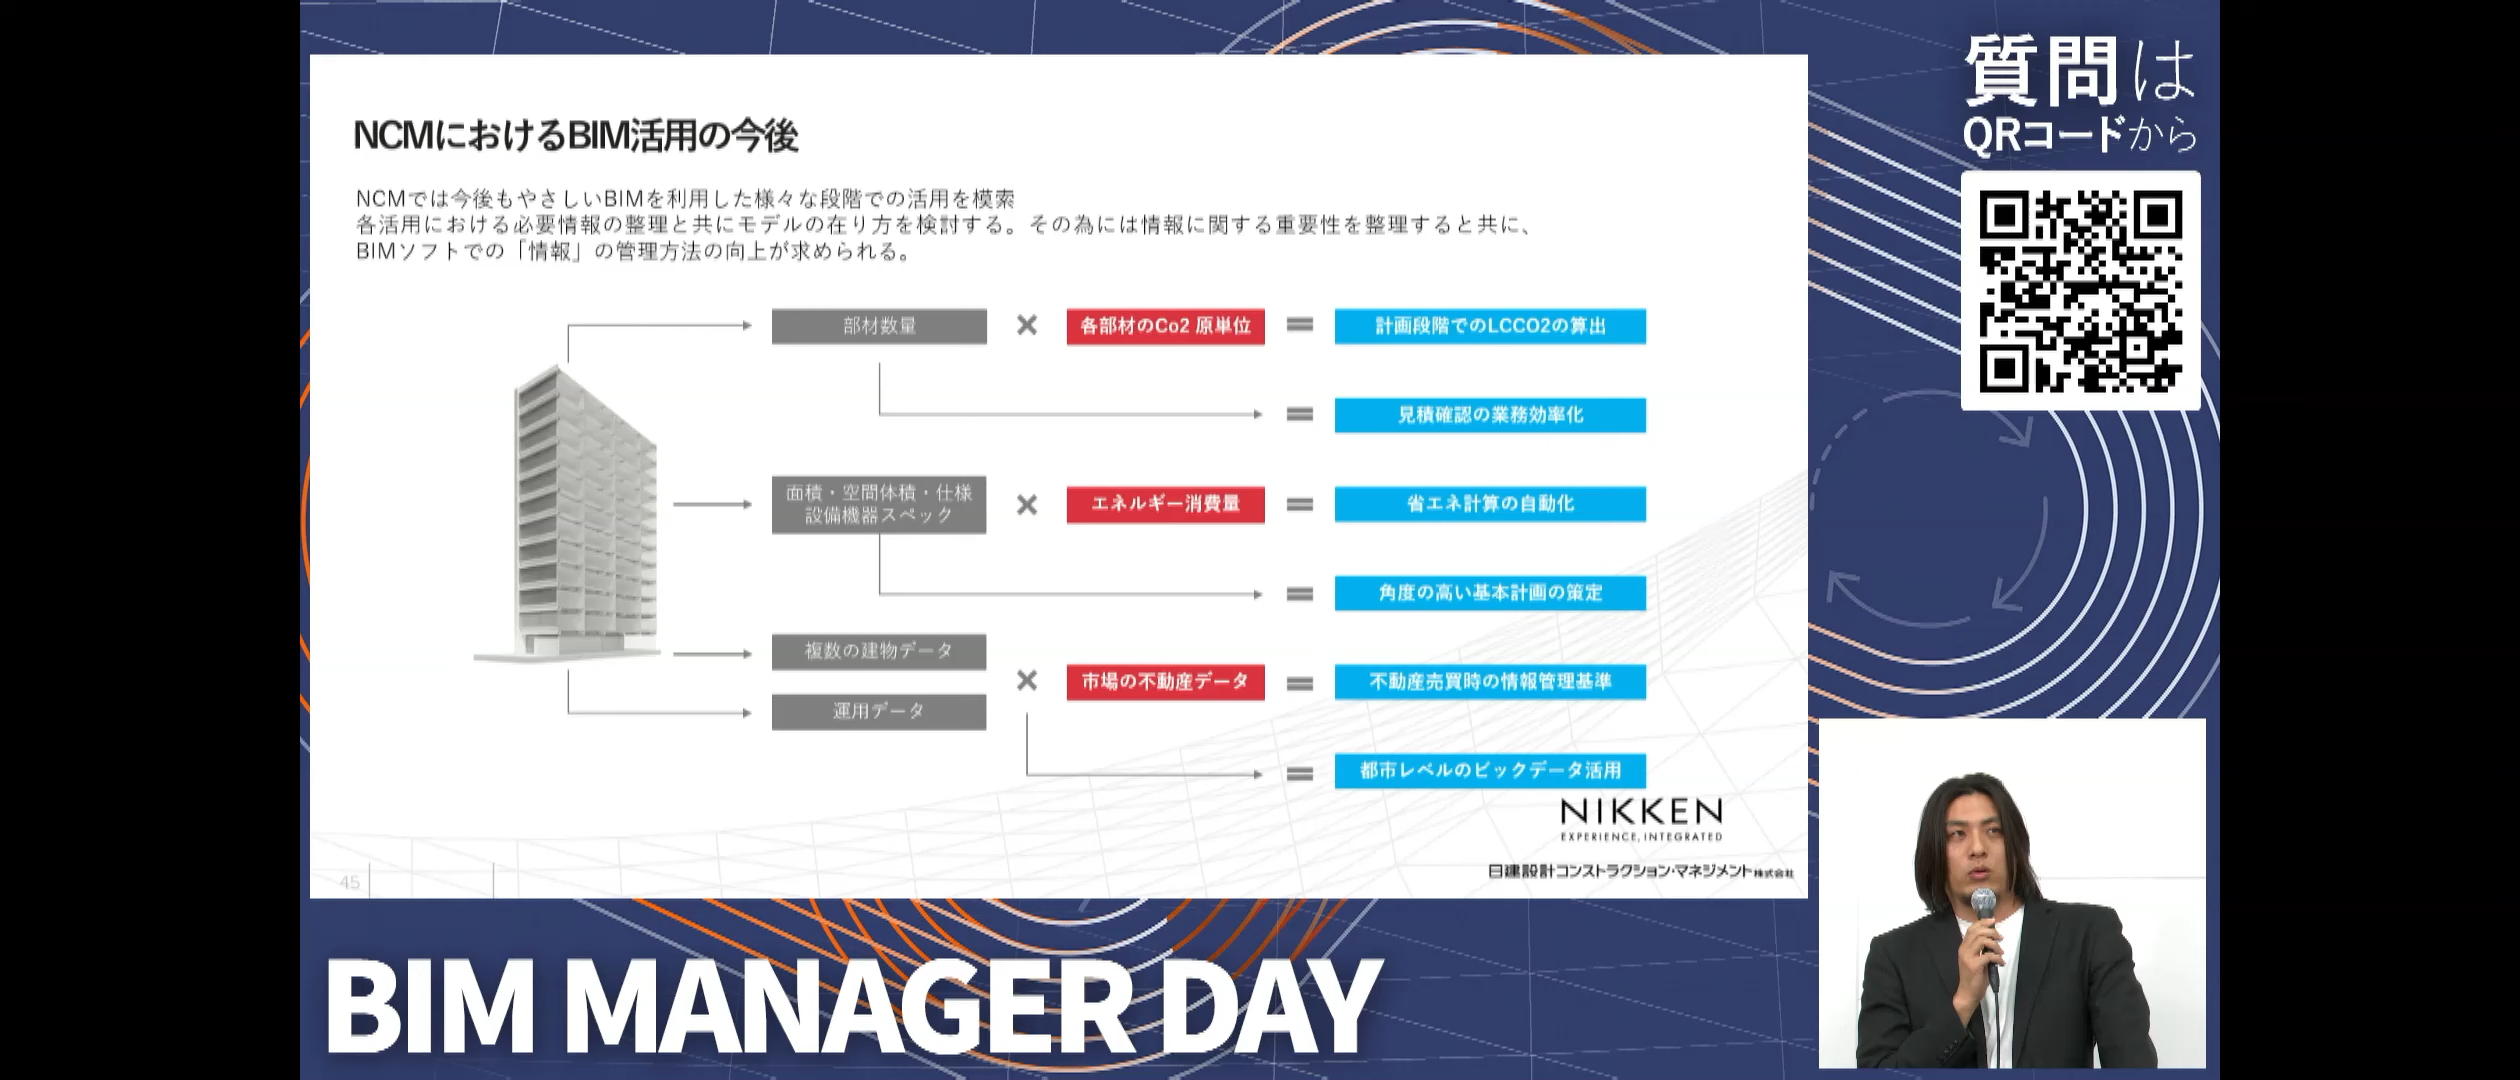 NCMにおけるBIM活用の今後
NCMでは今後もやさしいBIMを利用した様々な段階での活用を模索
各活用における必要情報の整理と共にモデルの在り方を検討する。その為には情報に関する重要性を整理すると共に、
BIMソフトでの「情報」の管理方法の向上が求められる。
部材数量 × 各部材のCo2 原単位 = 計画段階でのLCCO2の算出
= 見積確認の業務効率化
面積・空間体積・仕様
設備機器スペック
× エネルギー消費量 = 省エネ計算の自動化
= 角度の高い基本計画の策定
複数の建物データ
運用データ
× 市場の不動産データ = 不動産売買時の情報管理基準
= 都市レベルのビックデータ活用
NIKKEN
EXPERIENCE, INTEGRATED
日建設計コンストラクション・マネジメント株式会社
45
質問は
QRコードから
BIM MANAGER DAY